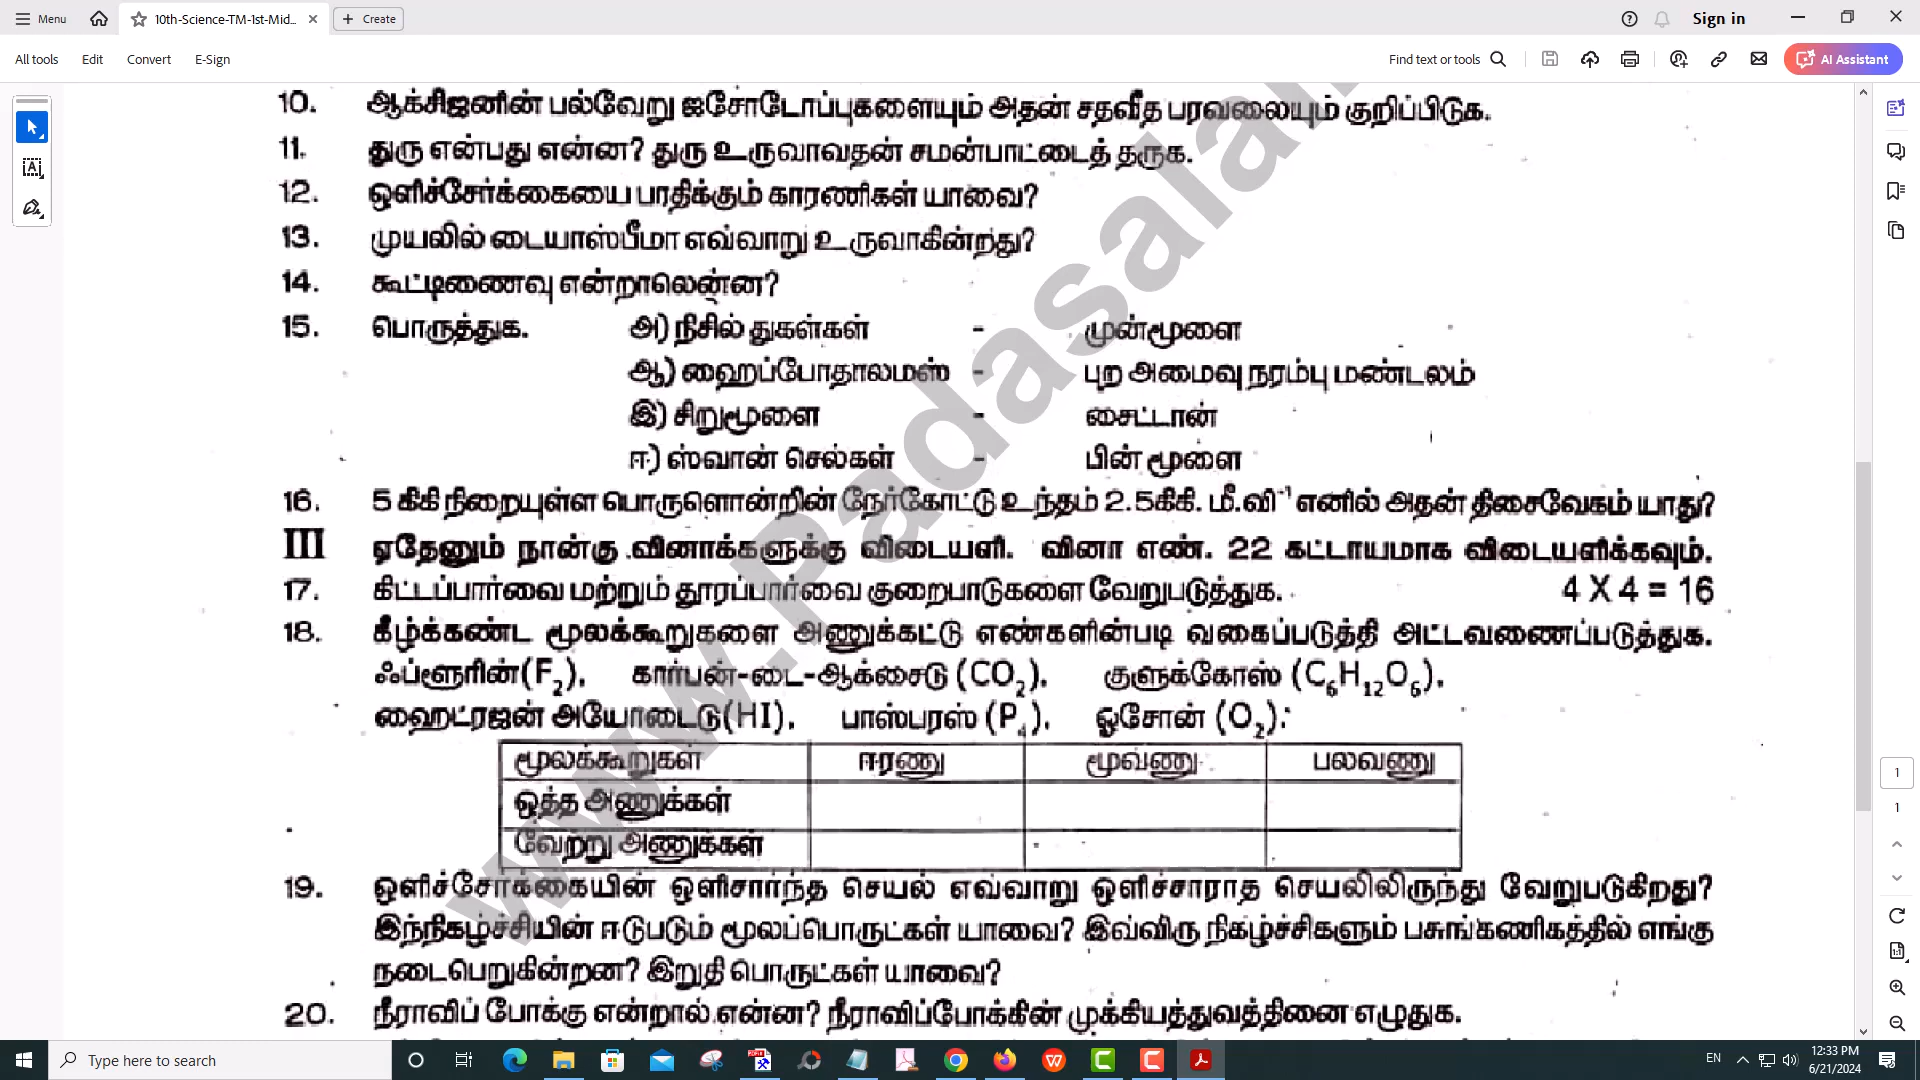 Menu
10th-Science-TM-1st-Mid...
Create
Sign in
All tools
Edit
Convert
E-Sign
Find text or tools
AI Assistant
10. ஆக்சிஜனின் பல்வேறு ஐசோடோப்புகளையும் அதன் சதவீத பரவலையும் குறிப்பிடுக.
11. துரு என்பது என்ன? துரு உருவாவதன் சமன்பாட்டைத் தருக.
12. ஒளிச்சேர்க்கையை பாதிக்கும் காரணிகள் யாவை?
13. முயலில் டையாஸ்டீமா எவ்வாறு உருவாகின்றது?
14. கூட்டிணைவு என்றாலென்ன?
15. பொருத்துக. அ) நீசில் துகள்கள் - முன்மூளை
ஆ) ஹைப்போதாலமஸ் - புற அமைவு நரம்பு மண்டலம்
இ) சிறுமூளை - சைட்டான்
ஈ) ஸ்வான் செல்கள் - பின் மூளை
16. 5 கிகி நிறையுள்ள பொருளொன்றின் நேர்கோட்டு உந்தம் 2.5கிகி. மீ.வி⁻¹ எனில் அதன் திசைவேகம் யாது?
III ஏதேனும் நான்கு வினாக்களுக்கு விடையளி. வினா எண். 22 கட்டாயமாக விடையளிக்கவும்.
17. கிட்டப்பார்வை மற்றும் தூரப்பார்வை குறைபாடுகளை வேறுபடுத்துக. 4 X 4 = 16
18. கீழ்க்கண்ட மூலக்கூறுகளை அணுக்கட்டு எண்களின்படி வகைப்படுத்தி அட்டவணைப்படுத்துக.
ஃப்ளூரின்(F₂), கார்பன்-டை-ஆக்சைடு (CO₂), குளுக்கோஸ் (C₆H₁₂O₆),
ஹைட்ரஜன் அயோடைடு(HI), பாஸ்பரஸ் (P₄), ஓசோன் (O₂):
மூலக்கூறுகள் ஈரணு மூவணு பலவணு
ஒத்த அணுக்கள்
வேற்று அணுக்கள்
19. ஒளிச்சேர்க்கையின் ஒளிசார்ந்த செயல் எவ்வாறு ஒளிச்சாராத செயலிலிருந்து வேறுபடுகிறது?
இந்நிகழ்ச்சியின் ஈடுபடும் மூலப்பொருட்கள் யாவை? இவ்விரு நிகழ்ச்சிகளும் பசுங்கணிகத்தில் எங்கு
நடைபெறுகின்றன? இறுதி பொருட்கள் யாவை?
20. நீராவிப் போக்கு என்றால் என்ன? நீராவிப்போக்கின் முக்கியத்துவத்தினை எழுதுக.
www.Padasalai
1
1
Type here to search
EN
12:33 PM
6/21/2024